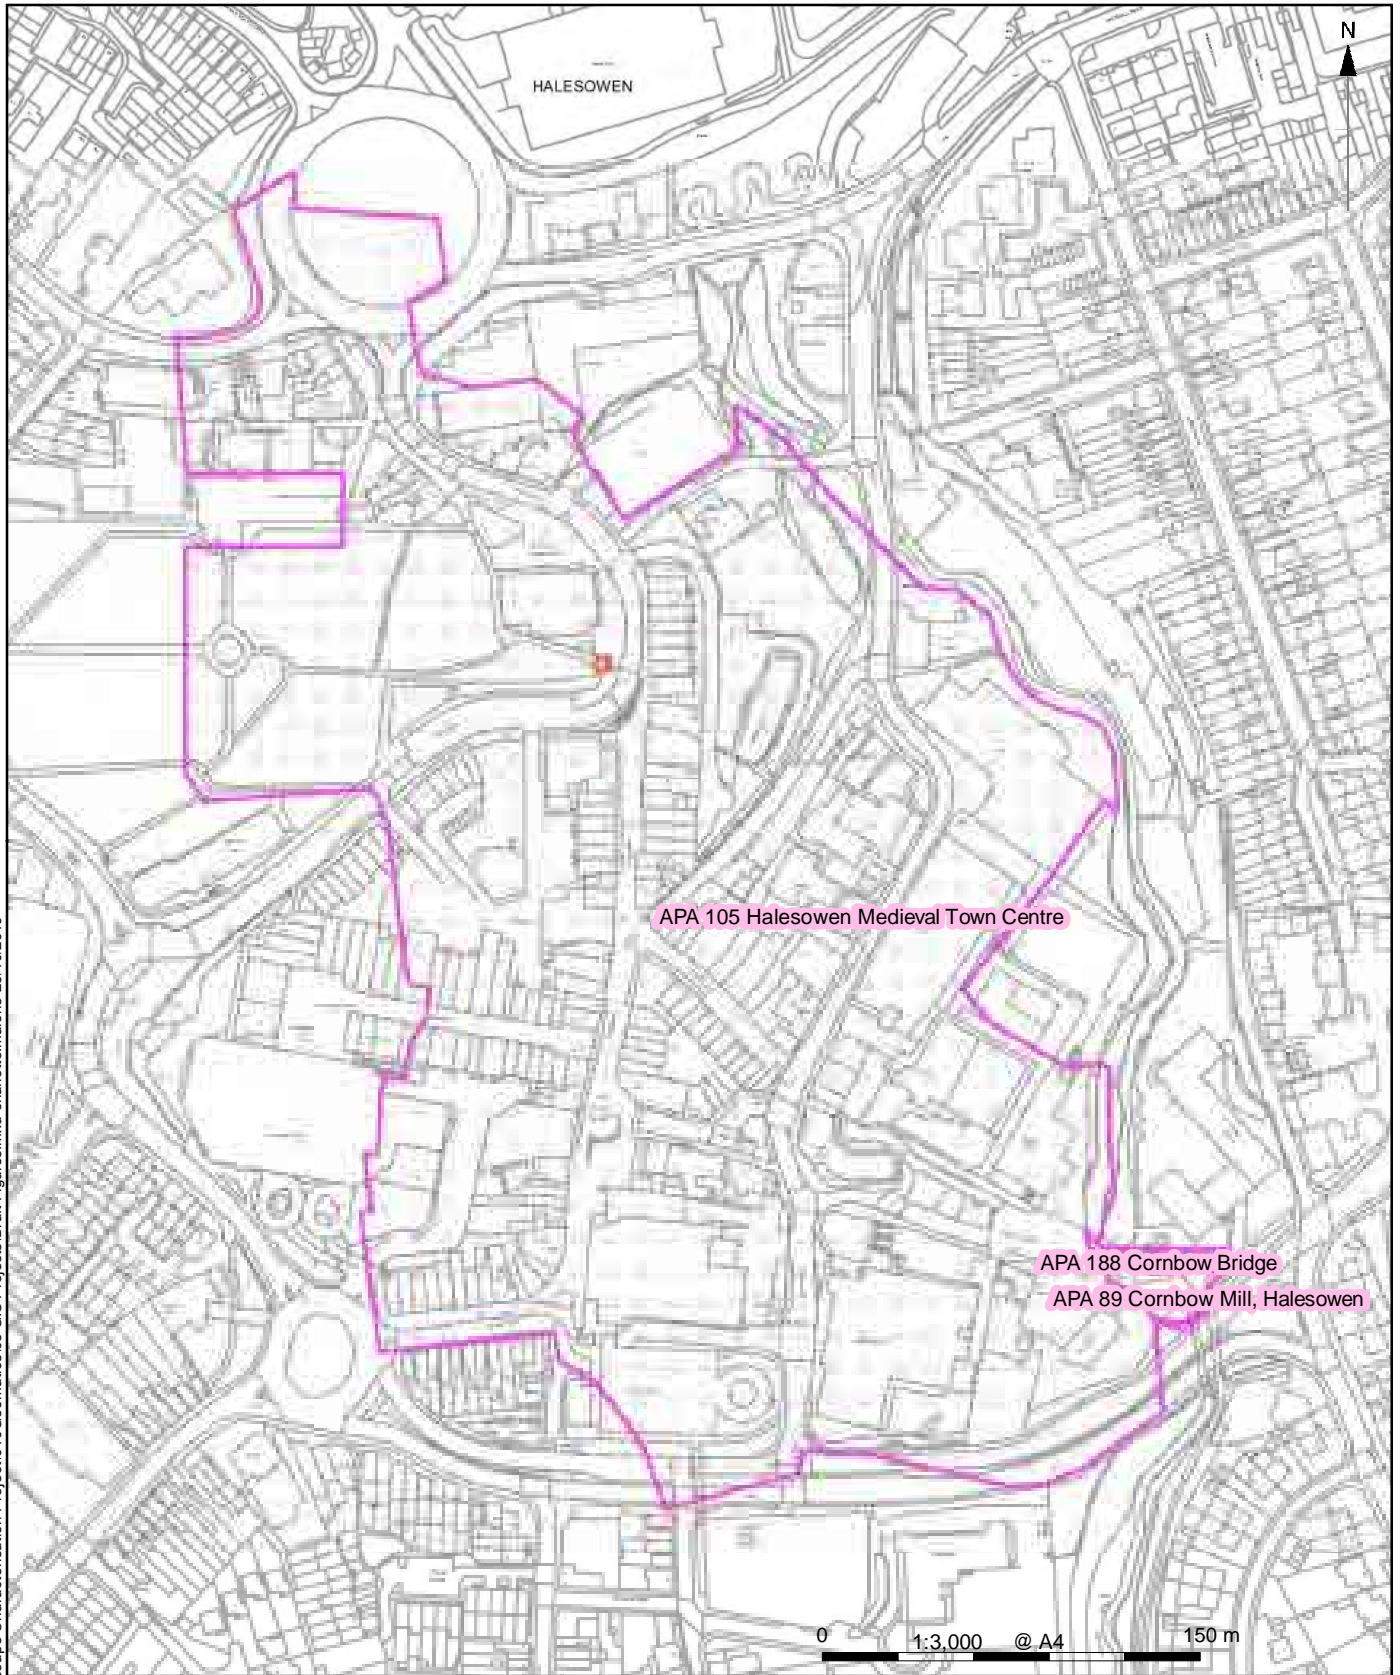 N
HALESOWEN
APA 105 Halesowen Medieval Town Centre
APA 188 Cornbow Bridge
APA 89 Cornbow Mill, Halesowen
0 1:3,000 @ A4 150 m